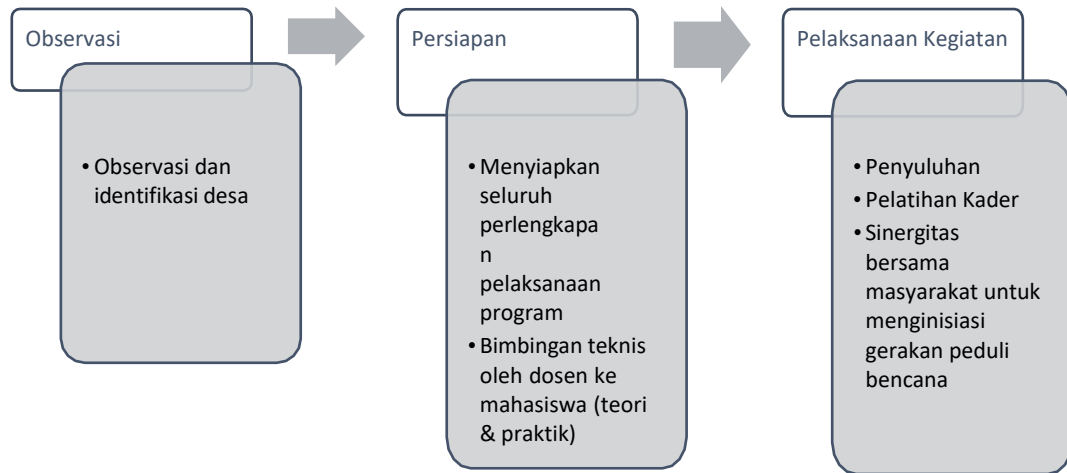 Observasi
• Observasi dan
identifikasi desa
Persiapan
• Menyiapkan
seluruh
perlengkapa
n
pelaksanaan
program
• Bimbingan teknis
oleh dosen ke
mahasiswa (teori
& praktik)
Pelaksanaan Kegiatan
• Penyuluhan
• Pelatihan Kader
• Sinergitas
bersama
masyarakat untuk
menginisiasi
gerakan peduli
bencana